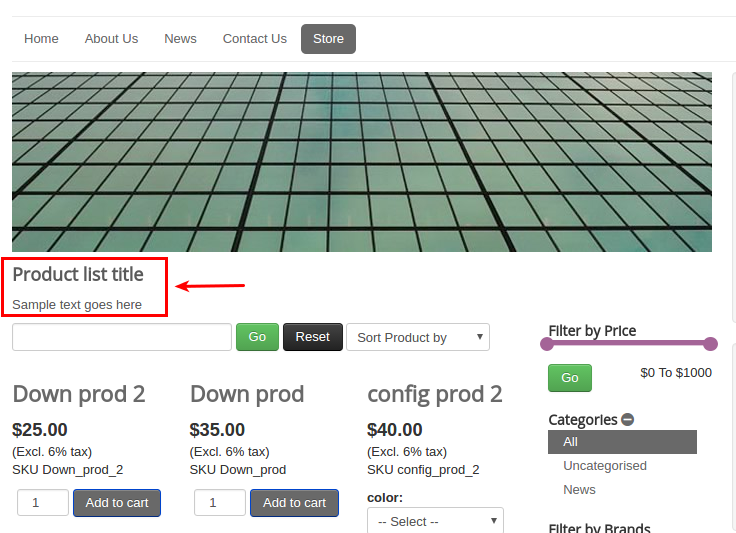 Home About Us News Contact Us Store
Product list title
Sample text goes here
Go Reset Sort Product by
Filter by Price
Go $0 To $1000
Down prod 2 Down prod config prod 2
$25.00 $35.00 $40.00
(Excl. 6% tax) (Excl. 6% tax) (Excl. 6% tax)
SKU Down_prod_2 SKU Down_prod SKU config_prod_2
1 Add to cart 1 Add to cart
color:
-- Select --
Categories
All
Uncategorised
News
Filter by Brands